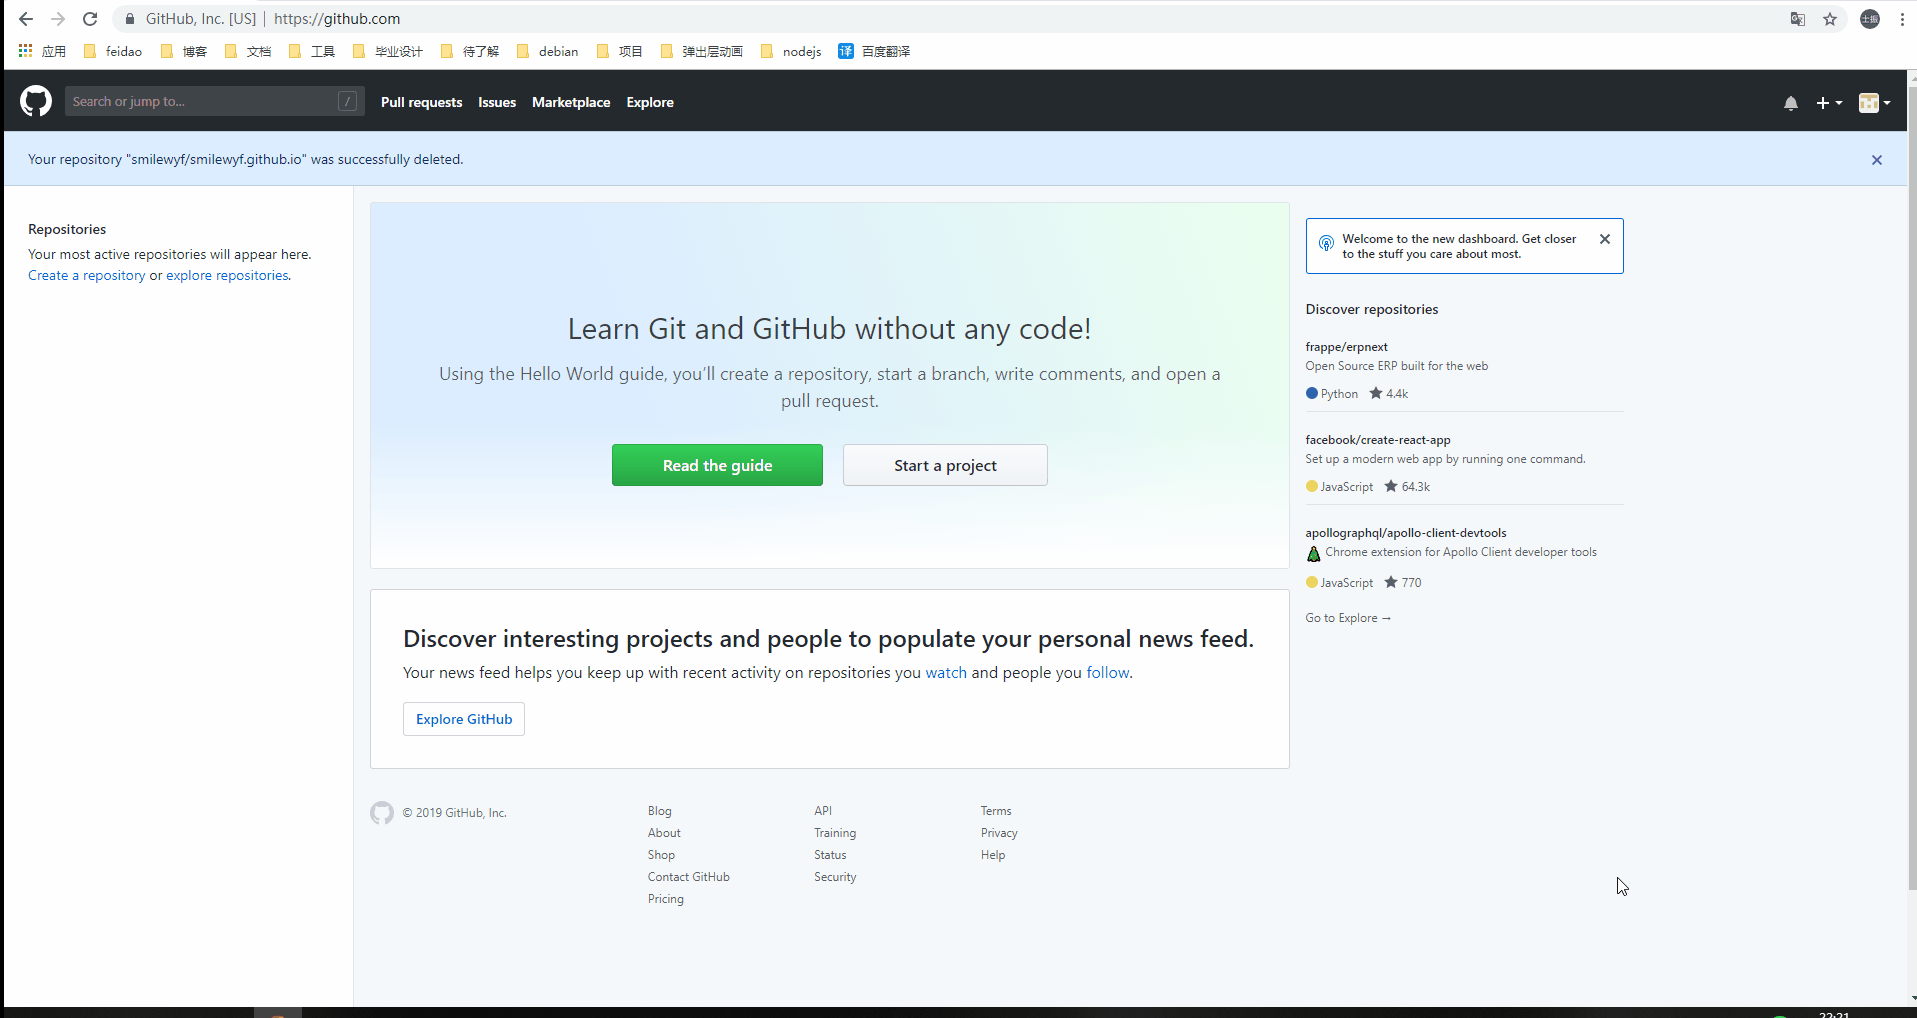 GitHub, Inc. [US] | https://github.com
应用 feidao 博客 文档 工具 毕业设计 待了解 debian 项目 弹出层动画 nodejs 译 百度翻译
Search or jump to... / Pull requests Issues Marketplace Explore
Your repository "smilewyf/smilewyf.github.io" was successfully deleted.
Repositories
Your most active repositories will appear here.
Create a repository or explore repositories.
Learn Git and GitHub without any code!
Using the Hello World guide, you’ll create a repository, start a branch, write comments, and open a
pull request.
Read the guide Start a project
Discover interesting projects and people to populate your personal news feed.
Your news feed helps you keep up with recent activity on repositories you watch and people you follow.
Explore GitHub
Welcome to the new dashboard. Get closer
to the stuff you care about most.
Discover repositories
frappe/erpnext
Open Source ERP built for the web
Python 4.4k
facebook/create-react-app
Set up a modern web app by running one command.
JavaScript 64.3k
apollographql/apollo-client-devtools
Chrome extension for Apollo Client developer tools
JavaScript 770
Go to Explore →
© 2019 GitHub, Inc.
Blog
About
Shop
Contact GitHub
Pricing
API
Training
Status
Security
Terms
Privacy
Help